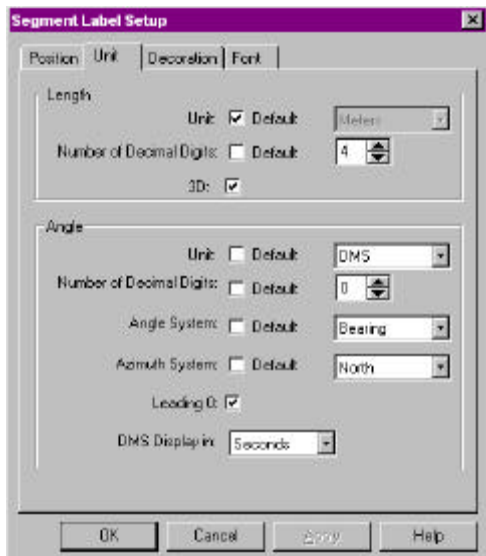 Segment Label Setup
Position Unit Decoration Font
Length
Unit: Default Meters
Number of Decimal Digits: Default 4
3D:
Angle
Unit: Default DMS
Number of Decimal Digits: Default 0
Angle System: Default Bearing
Azimuth System: Default North
Leading 0:
DMS Display in: Seconds
OK Cancel Apply Help